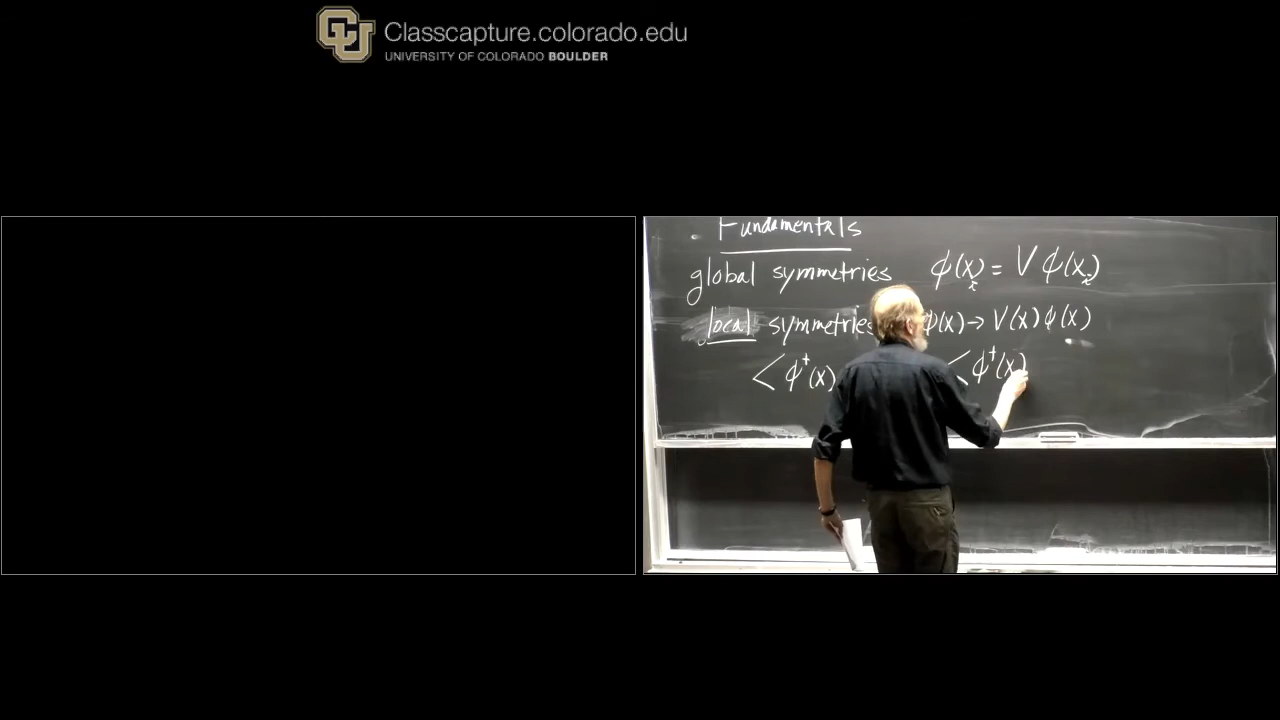 Classcapture.colorado.edu
UNIVERSITY OF COLORADO BOULDER
Fundamentals
global symmetries ϕ(x) = V ϕ(x)
local symmetries ϕ(x) → V(x) ϕ(x)
< ϕ†(x) < ϕ†(x)